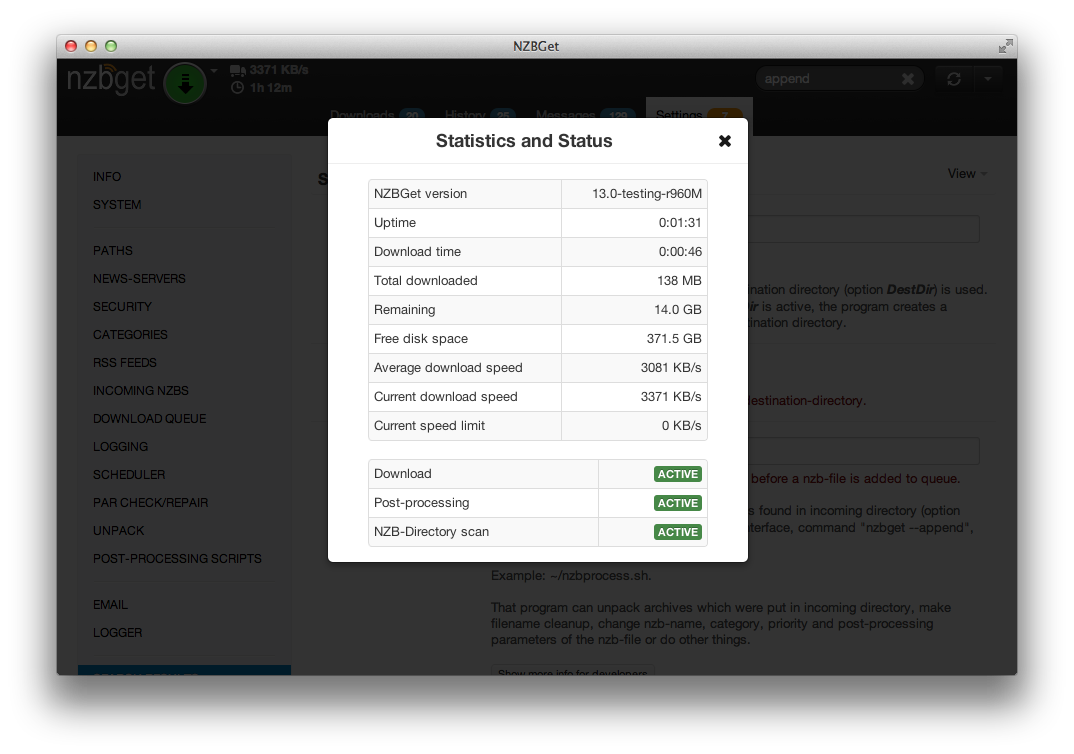 NZBGet
nzbget
3371 KB/s
1h 12m
append
Downloads 20
History 26
Messages 129
Settings 7
Statistics and Status
View
INFO
SYSTEM
PATHS
NEWS-SERVERS
SECURITY
CATEGORIES
RSS FEEDS
INCOMING NZBS
DOWNLOAD QUEUE
LOGGING
SCHEDULER
PAR CHECK/REPAIR
UNPACK
POST-PROCESSING SCRIPTS
EMAIL
LOGGER
NZBGet version 13.0-testing-r960M
Uptime 0:01:31
Download time 0:00:46
Total downloaded 138 MB
Remaining 14.0 GB
Free disk space 371.5 GB
Average download speed 3081 KB/s
Current download speed 3371 KB/s
Current speed limit 0 KB/s
Download ACTIVE
Post-processing ACTIVE
NZB-Directory scan ACTIVE
directory (option DestDir) is used.
is active, the program creates a
directory.
destination-directory.
before a nzb-file is added to queue.
found in incoming directory (option
command "nzbget --append",
Example: ~/nzbprocess.sh.
That program can unpack archives which were put in incoming directory, make
filename cleanup, change nzb-name, category, priority and post-processing
parameters of the nzb-file or do other things.
Show more info for developers